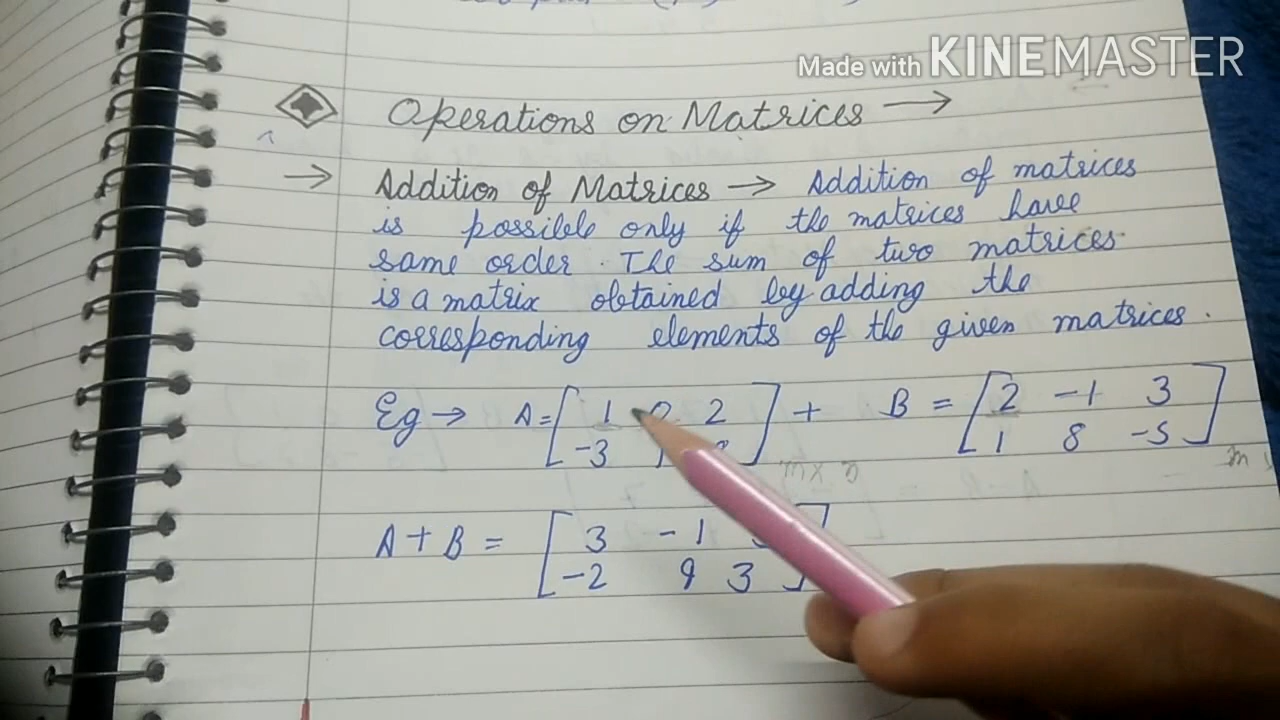 Made with KINEMASTER
Operations on Matrices →
→ Addition of Matrices → Addition of matrices
is possible only if the matrices have
same order. The sum of two matrices
is a matrix obtained by adding the
corresponding elements of the given matrices.
Eg → A = [ 1 2 ] + B = [ 2 -1 3 ]
[ -3 ] [ 1 8 -5 ]
A + B = [ 3 -1 ]
[ -2 9 3 ]